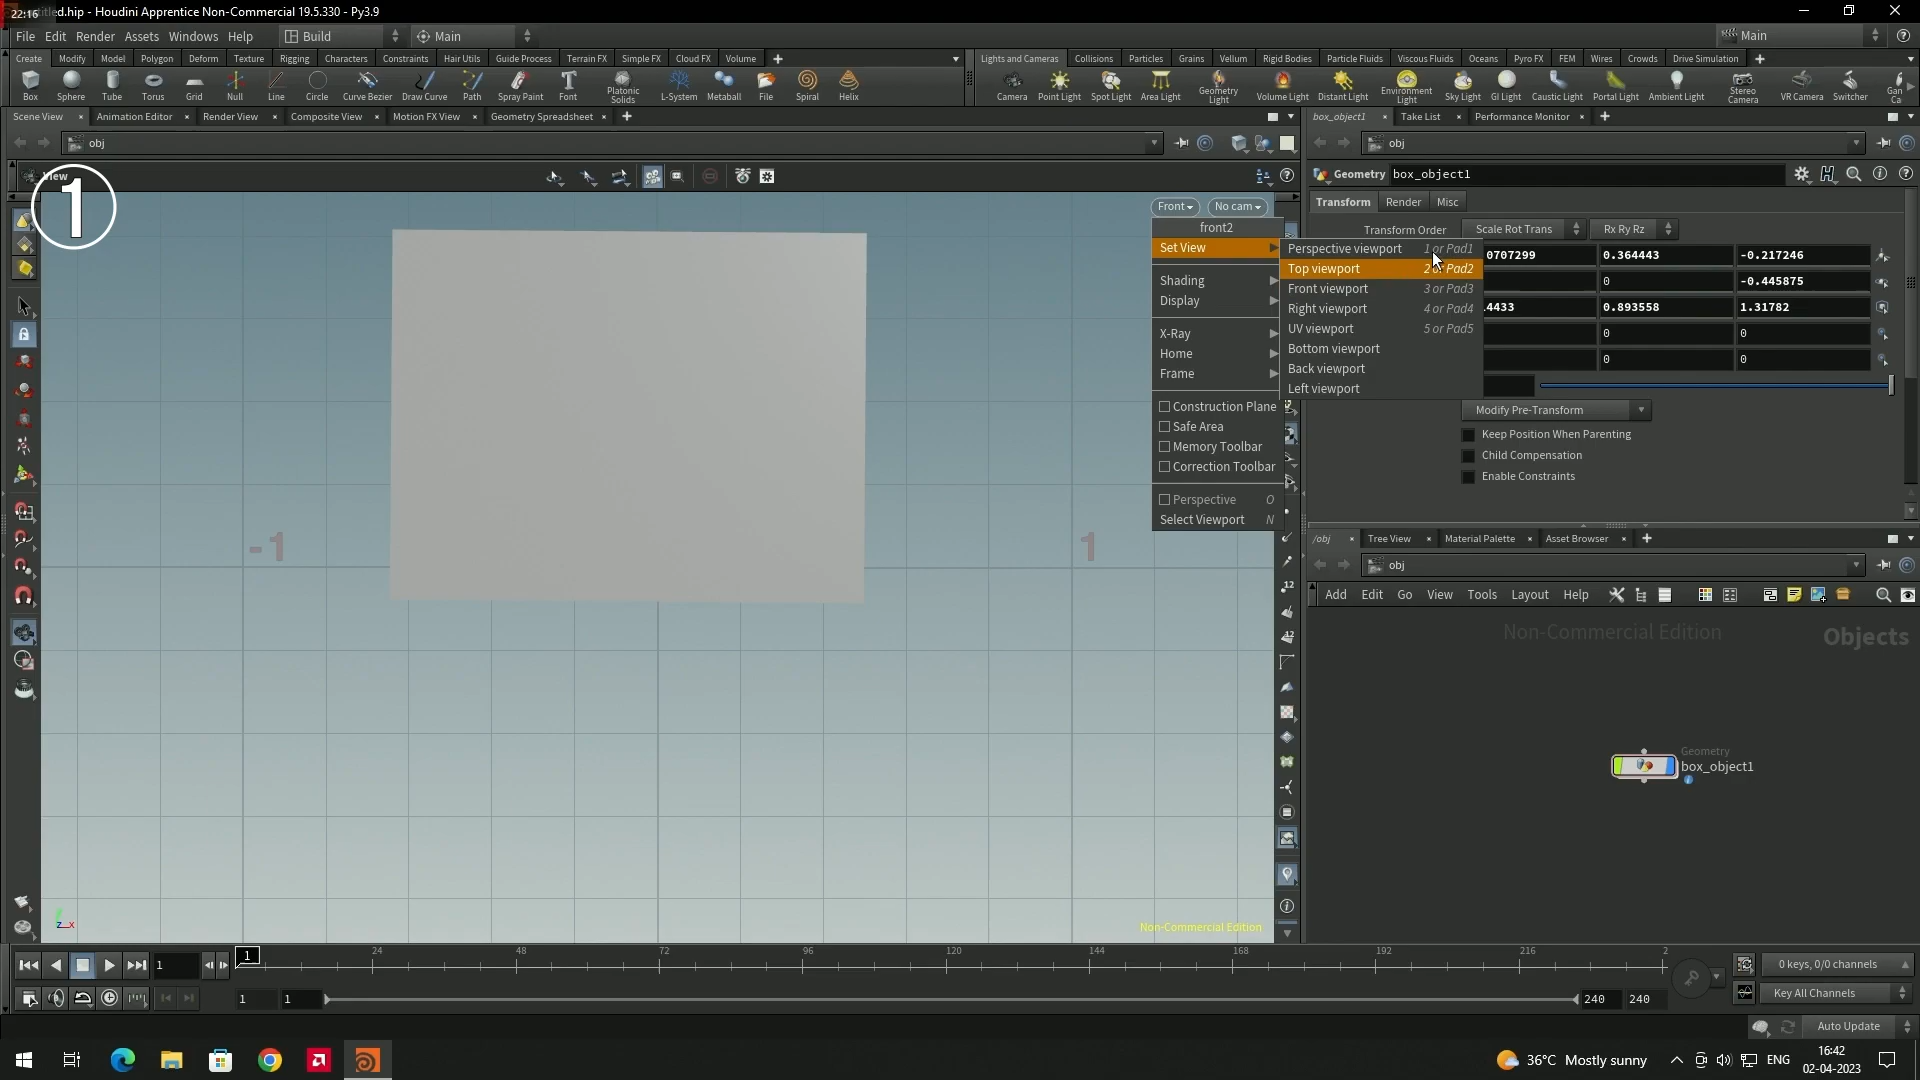 22:16 tled.hip - Houdini Apprentice Non-Commercial 19.5.330 - Py3.9
File Edit Render Assets Windows Help Build Main Main
Create Modify Model Polygon Deform Texture Rigging Characters Constraints Hair Utils Guide Process Terrain FX Simple FX Cloud FX Volume
Lights and Cameras Collisions Particles Grains Vellum Rigid Bodies Particle Fluids Viscous Fluids Oceans Pyro FX FEM Wires Crowds Drive Simulation
Box Sphere Tube Torus Grid Null Line Circle Curve Bezier Draw Curve Path Spray Paint Font Platonic Solids L-System Metaball File Spiral Helix
Camera Point Light Spot Light Area Light Geometry Light Volume Light Distant Light Environment Light Sky Light GI Light Caustic Light Portal Light Ambient Light Stereo Camera VR Camera Switcher Gan Ca
Scene View Animation Editor Render View Composite View Motion FX View Geometry Spreadsheet
box_object1 Take List Performance Monitor
obj
obj
View
1
Geometry box_object1
Transform Render Misc
Front No cam
front2
Set View
Shading
Display
X-Ray
Home
Frame
Construction Plane
Safe Area
Memory Toolbar
Correction Toolbar
Perspective O
Select Viewport N
Perspective viewport 1 or Pad1
Top viewport 2 or Pad2
Front viewport 3 or Pad3
Right viewport 4 or Pad4
UV viewport 5 or Pad5
Bottom viewport
Back viewport
Left viewport
Transform Order Scale Rot Trans Rx Ry Rz
0707299 0.364443 -0.217246
0 -0.445875
4433 0.893558 1.31782
0 0
0 0
Modify Pre-Transform
Keep Position When Parenting
Child Compensation
Enable Constraints
-1 1
12
12
z x
Non-Commercial Edition
/obj Tree View Material Palette Asset Browser
obj
Add Edit Go View Tools Layout Help
Non-Commercial Edition Objects
Geometry
box_object1
1 1 24 48 72 96 120 144 168 192 216 2
0 keys, 0/0 channels
1 1 240 240
Key All Channels
Auto Update
36°C Mostly sunny ENG 16:42
02-04-2023